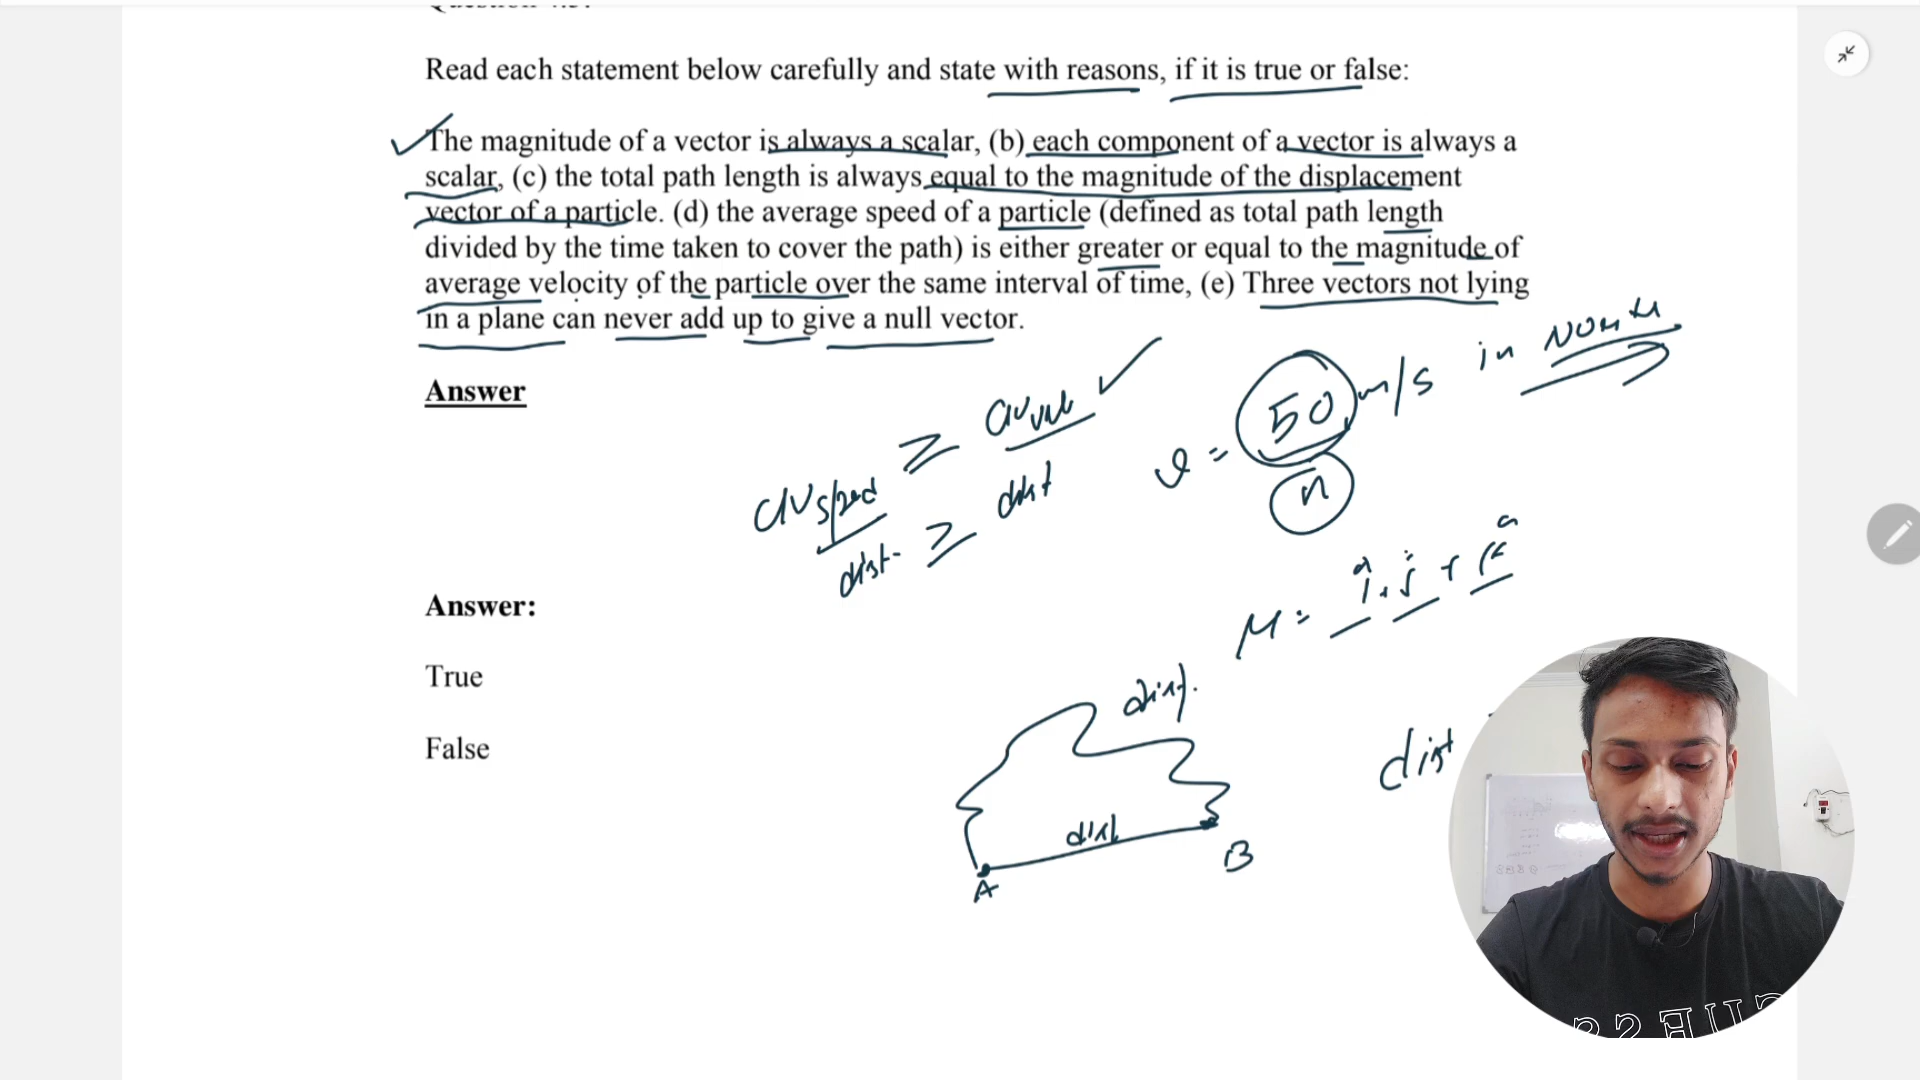 Read each statement below carefully and state with reasons, if it is true or false:
The magnitude of a vector is always a scalar, (b) each component of a vector is always a
scalar, (c) the total path length is always equal to the magnitude of the displacement
vector of a particle. (d) the average speed of a particle (defined as total path length
divided by the time taken to cover the path) is either greater or equal to the magnitude of
average velocity of the particle over the same interval of time, (e) Three vectors not lying
in a plane can never add up to give a null vector.
in North
Answer
50 m/s
n
dist
Answer:
True
dist.
False
dist
A
B